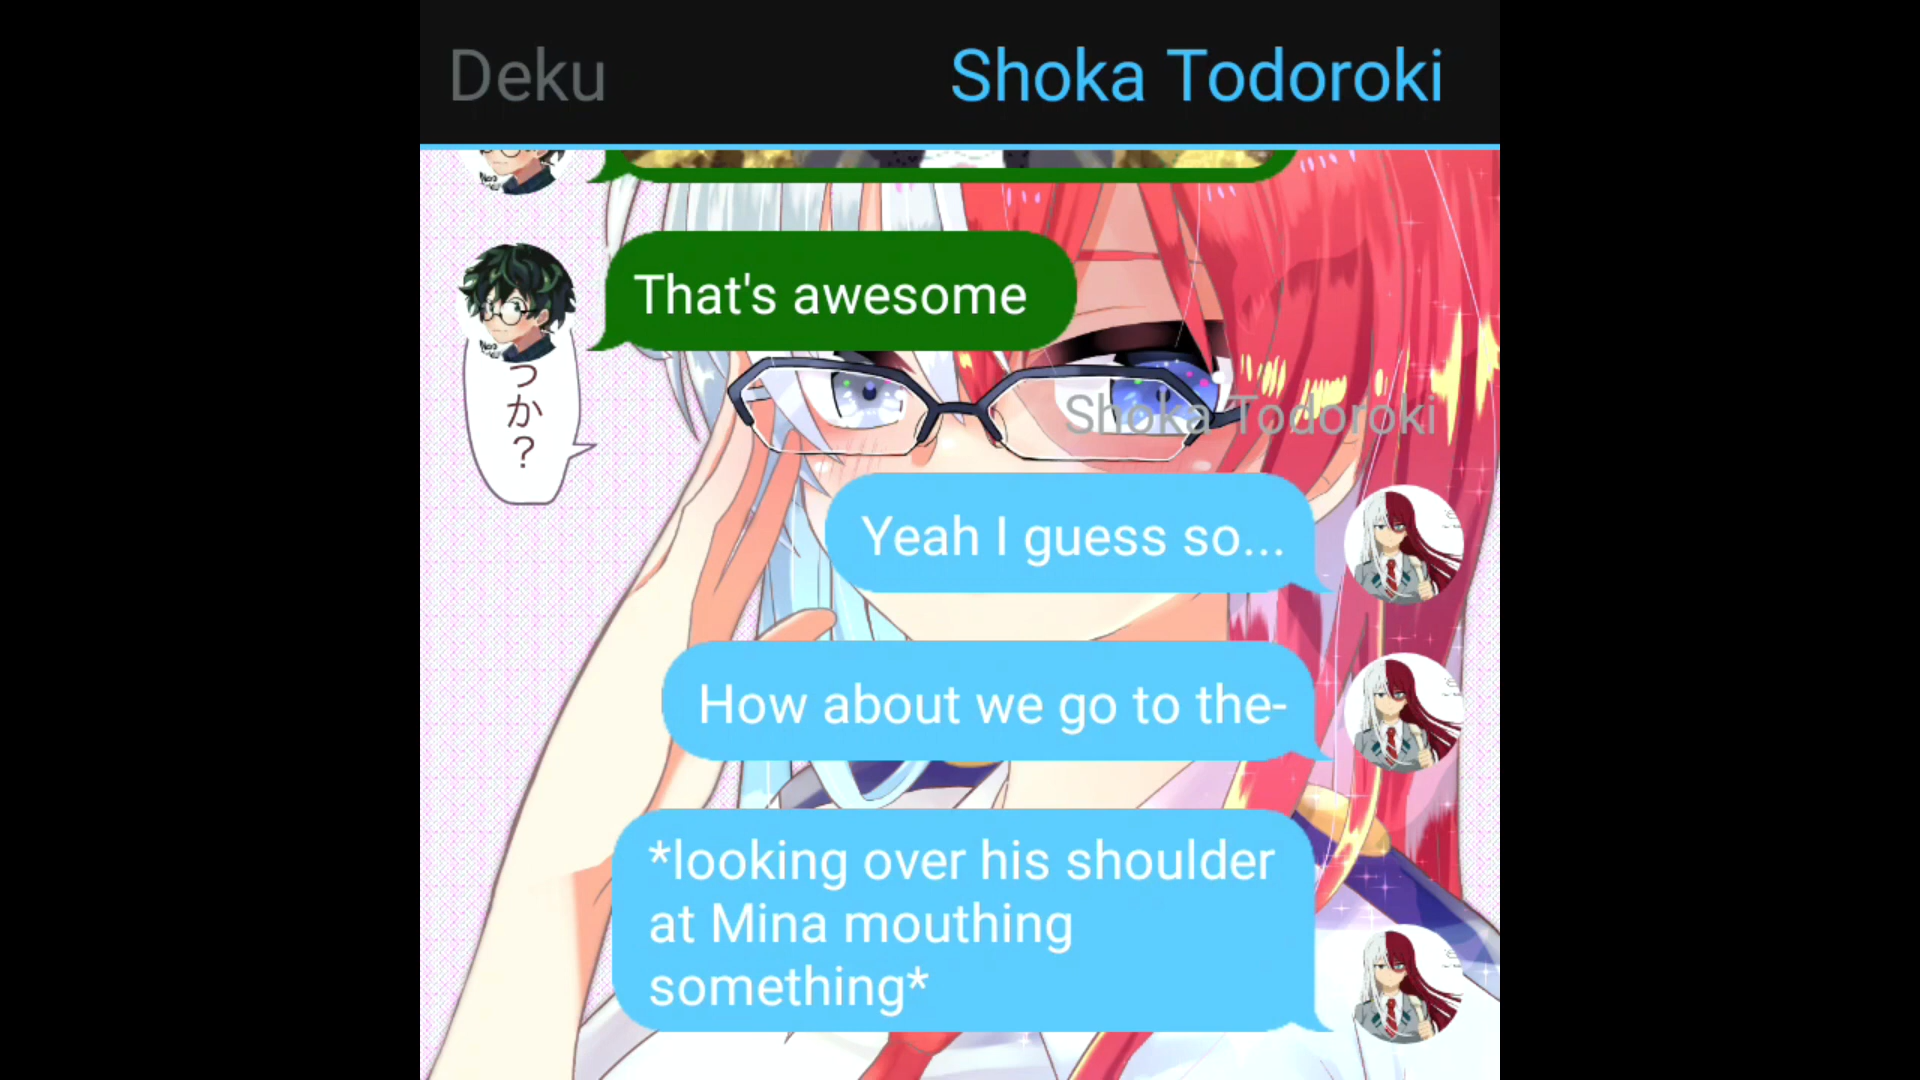 Deku
Shoka Todoroki
That's awesome
つか?
Shoka Todoroki
Yeah I guess so...
How about we go to the-
*looking over his shoulder
at Mina mouthing
something*